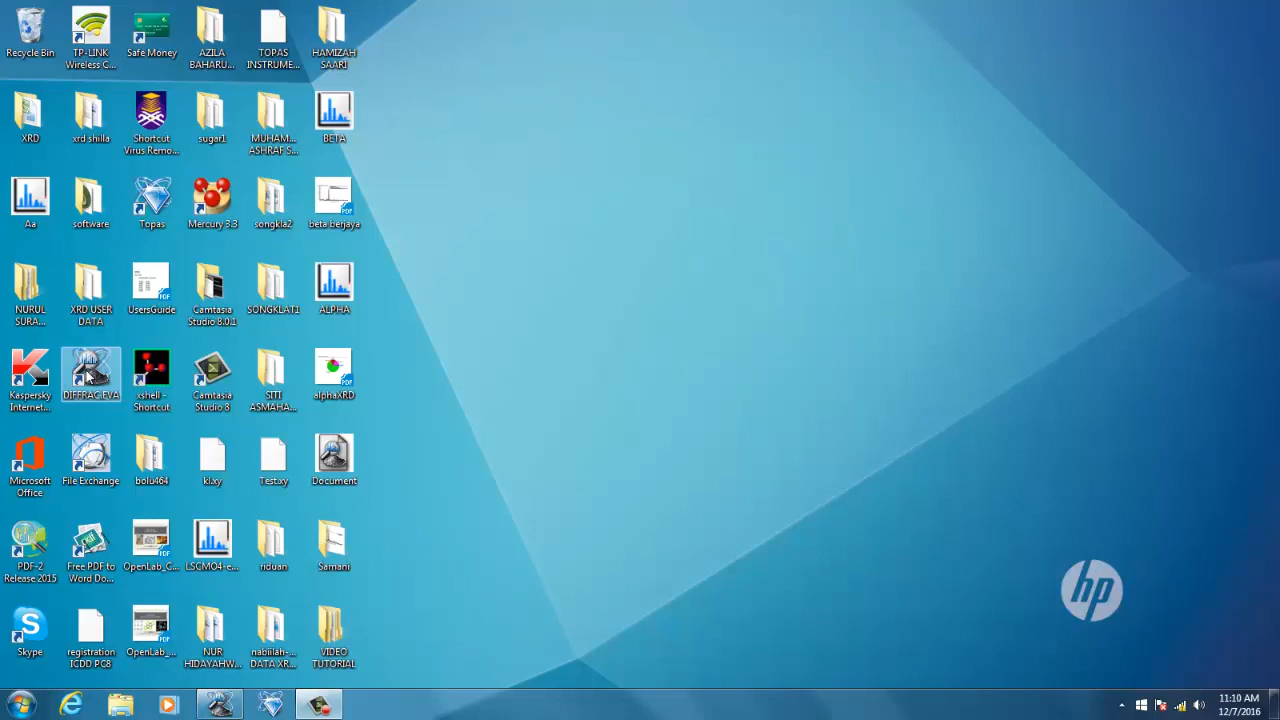 Recycle Bin
TP-LINK
Wireless C...
Safe Money
AZILA
BAHARU...
TOPAS
INSTRUME...
HAMIZAH
SAARI
XRD
xrd shilla
Shortcut
Virus Remo...
sugar1
MUHAM...
ASHRAF S...
BETA
Aa
software
Topas
Mercury 3.3
songkla2
beta berjaya
NURUL
SURA...
XRD USER
DATA
UsersGuide
Camtasia
Studio 8.0.1
SONGKLAT1
ALPHA
Kaspersky
Internet...
DIFFRAC.EVA
xshell -
Shortcut
Camtasia
Studio 8
SITI
ASMAHA...
alphaXRD
Microsoft
Office
File Exchange
bolu464
kl.xy
Test.xy
Document
PDF-2
Release 2015
Free PDF to
Word Do...
OpenLab_C...
LSCMO4-e...
riduan
Samani
Skype
registration
ICDD PC8
OpenLab_...
NUR
HIDAYAHW...
nabiilah-...
DATA XR...
VIDEO
TUTORIAL
hp
11:10 AM
12/7/2016